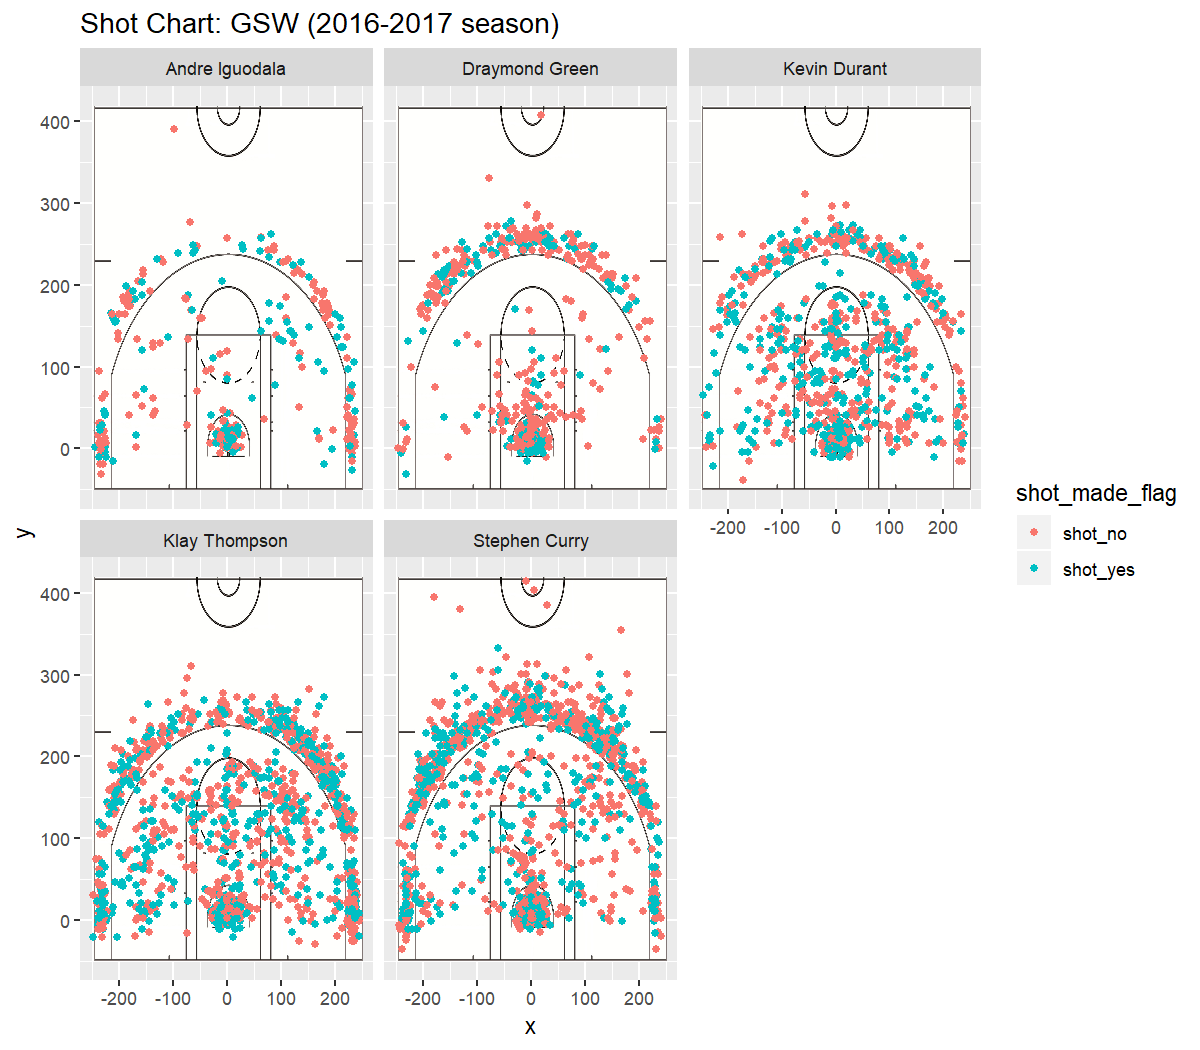 Shot Chart: GSW (2016-2017 season)
Andre Iguodala
Draymond Green
Kevin Durant
400
300
200
100
0
-200 -100 0 100 200
Klay Thompson
Stephen Curry
400
300
200
100
0
-200 -100 0 100 200
-200 -100 0 100 200
x
y
shot_made_flag
shot_no
shot_yes